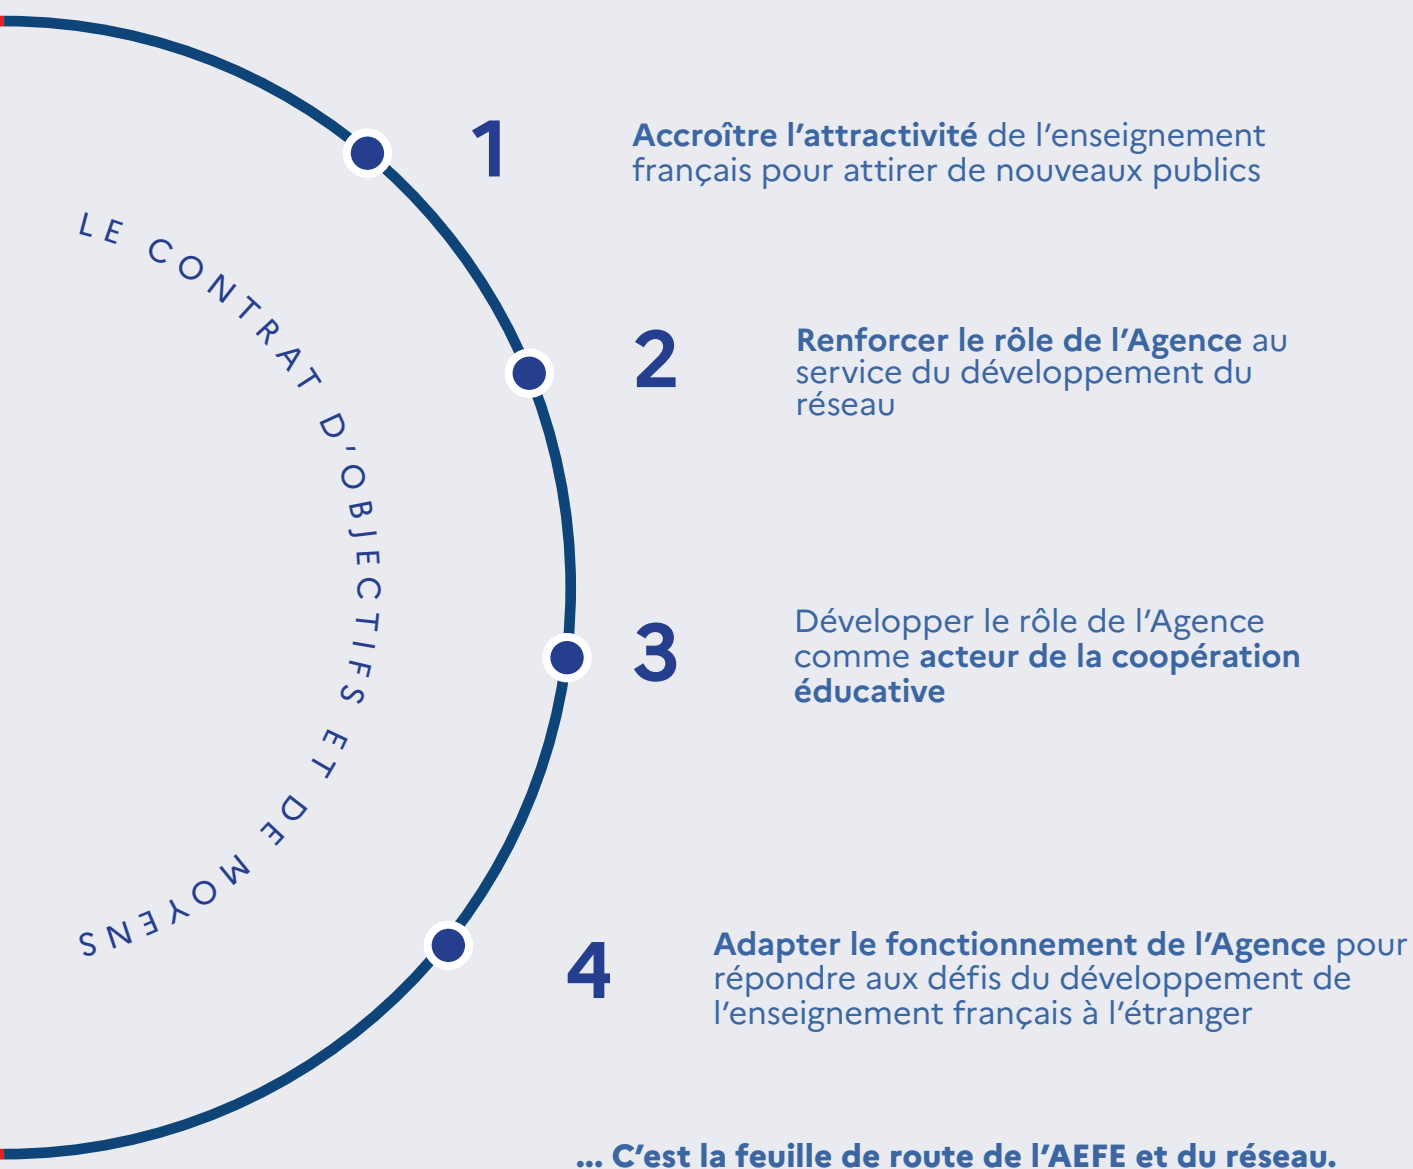 LE CONTRAT D'OBJECTIFS ET DE MOYENS
1
Accroître l’attractivité de l’enseignement
français pour attirer de nouveaux publics
2
Renforcer le rôle de l’Agence au
service du développement du
réseau
3
Développer le rôle de l’Agence
comme acteur de la coopération
éducative
4
Adapter le fonctionnement de l’Agence pour
répondre aux défis du développement de
l’enseignement français à l’étranger
... C’est la feuille de route de l’AEFE et du réseau.